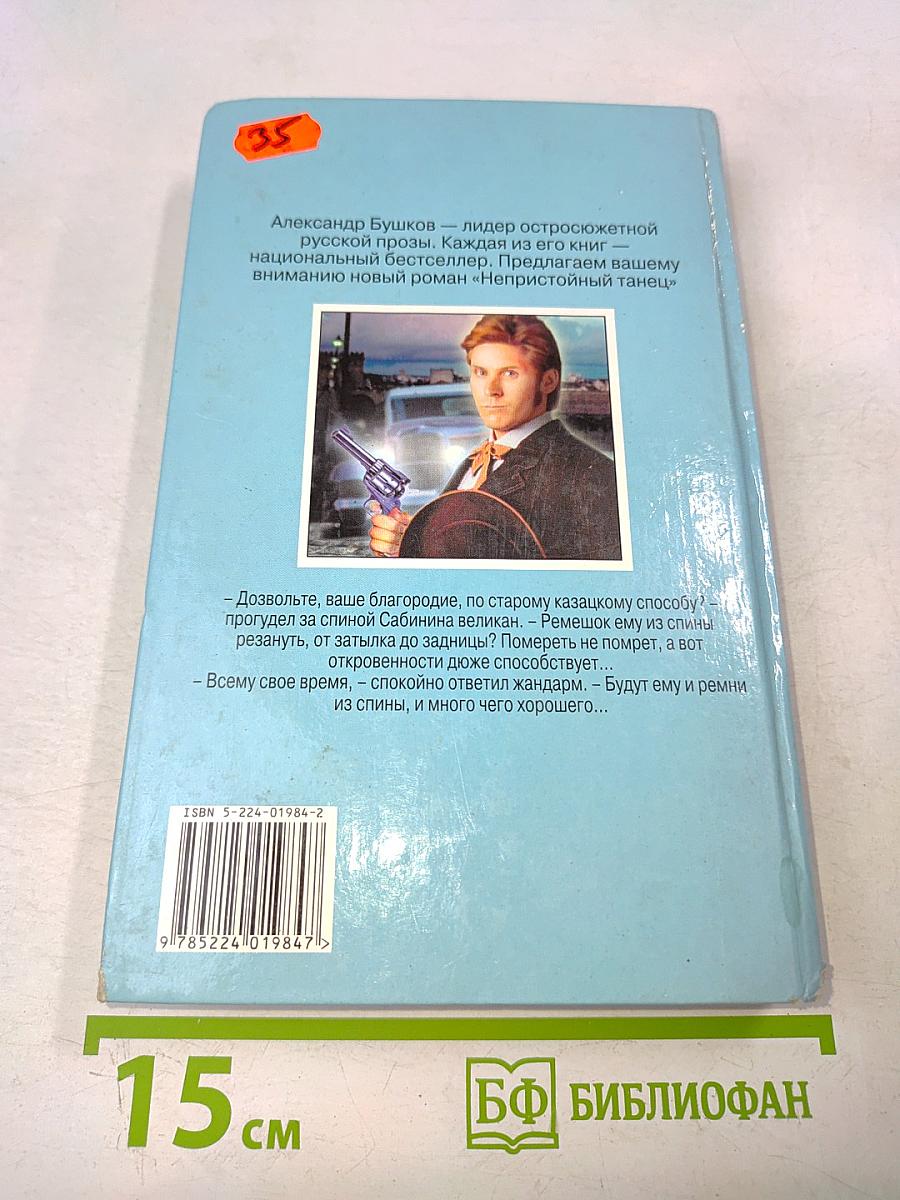 35
Александр Бушков — лидер остросюжетной
русской прозы. Каждая из его книг —
национальный бестселлер. Предлагаем вашему
вниманию новый роман «Непристойный танец»
– Дозвольте, ваше благородие, по старому казацкому способу? –
прогудел за спиной Сабинина великан. – Ремешок ему из спины
резануть, от затылка до задницы? Помереть не помрет, а вот
откровенности дюже способствует...
– Всему свое время, – спокойно ответил жандарм. – Будут ему и ремни
из спины, и много чего хорошего...
ISBN 5-224-01984-2
9 785224 019847 >
15 см
БФ БИБЛИОФАН